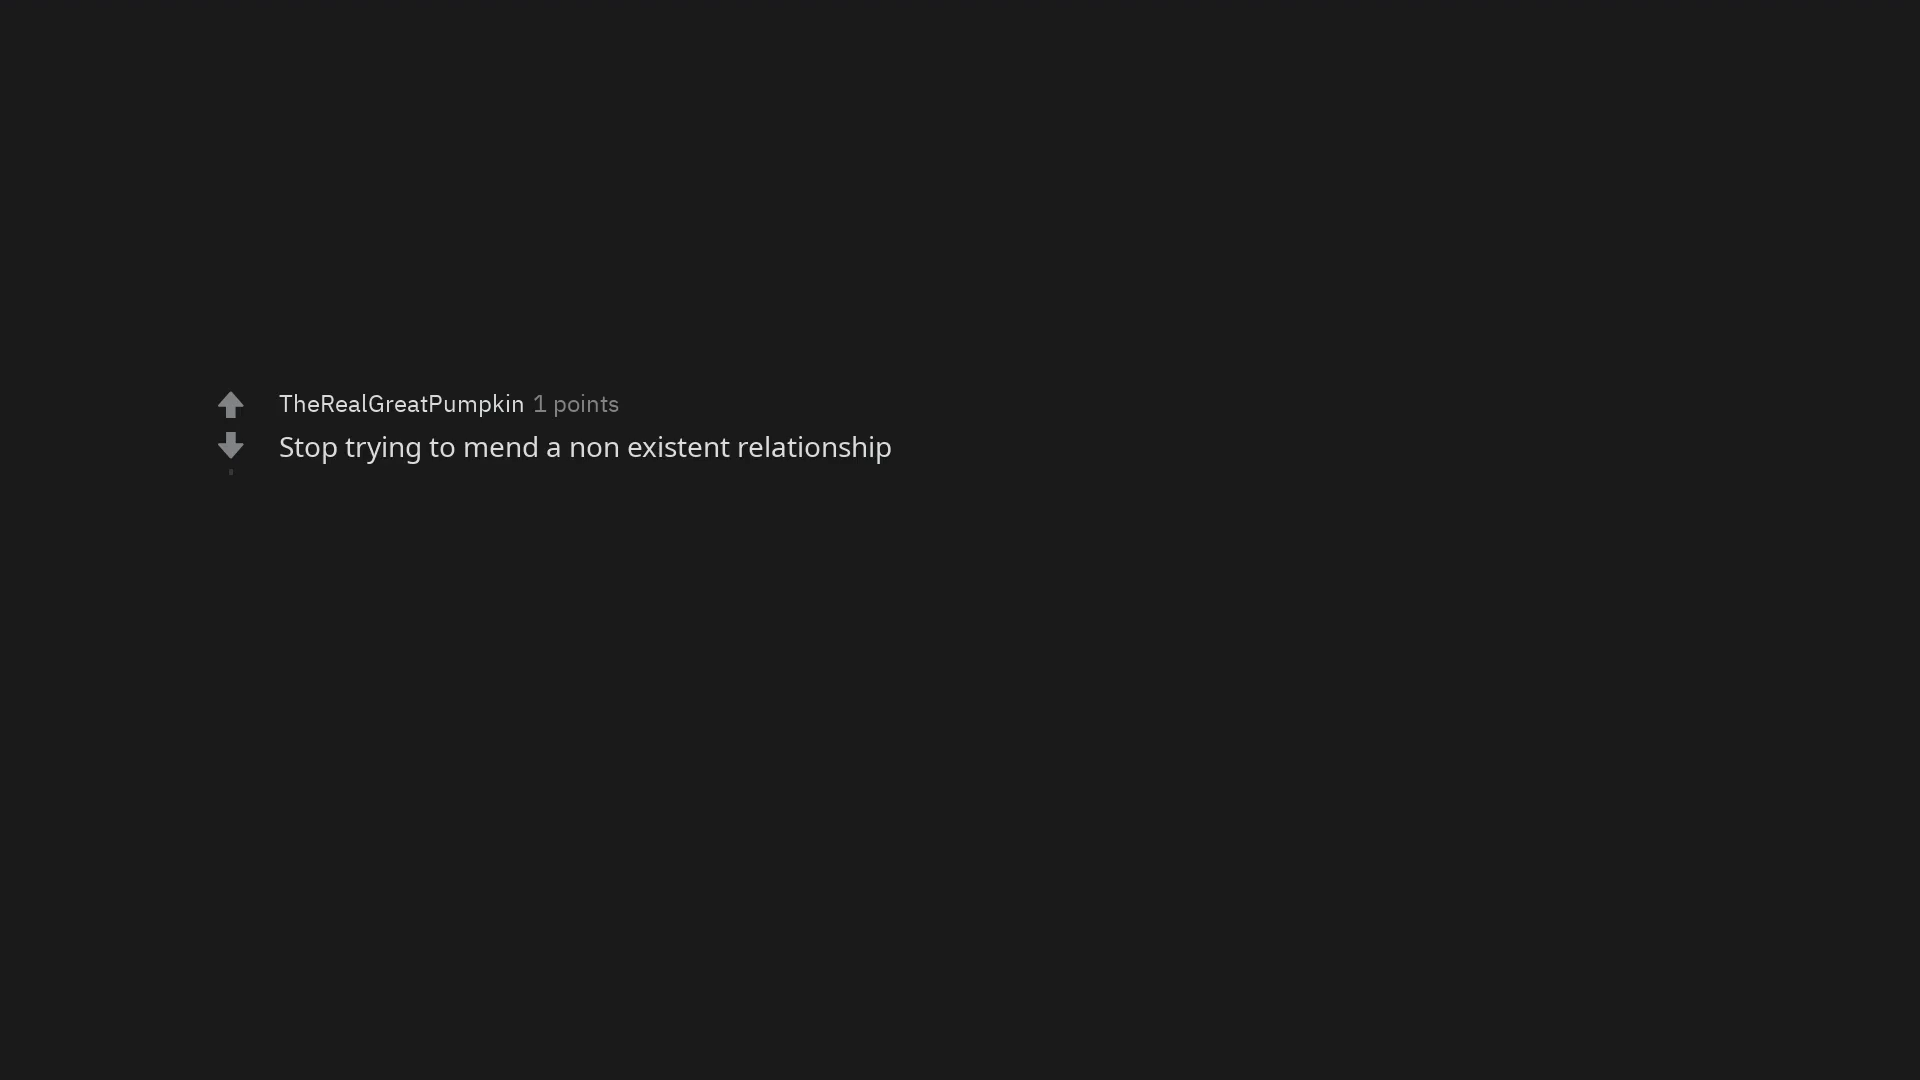 TheRealGreatPumpkin 1 points
Stop trying to mend a non existent relationship